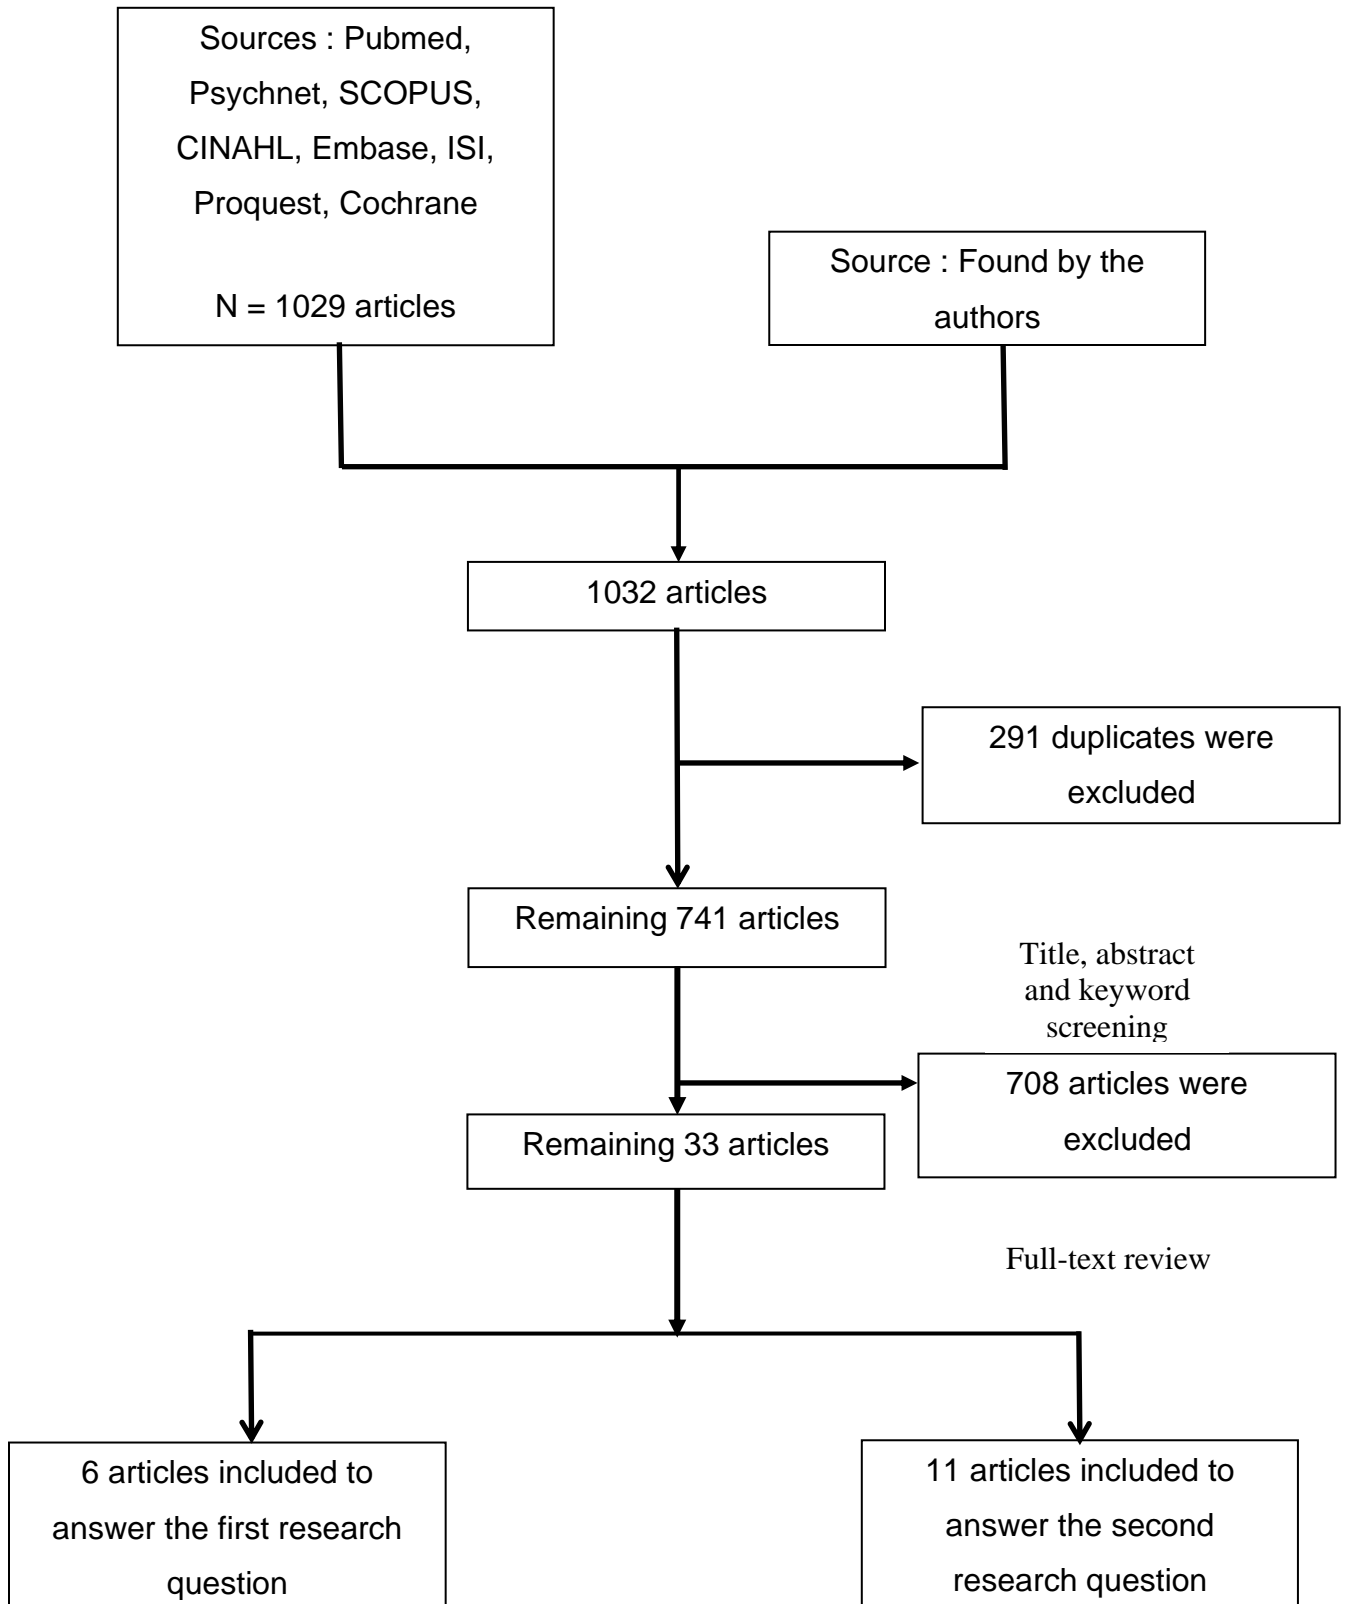 Sources : Pubmed,
Psychnet, SCOPUS,
CINAHL, Embase, ISI,
Proquest, Cochrane
N = 1029 articles
Source : Found by the
authors
1032 articles
291 duplicates were
excluded
Remaining 741 articles
Title, abstract
and keyword
screening
708 articles were
excluded
Remaining 33 articles
Full-text review
6 articles included to
answer the first research
question
11 articles included to
answer the second
research question